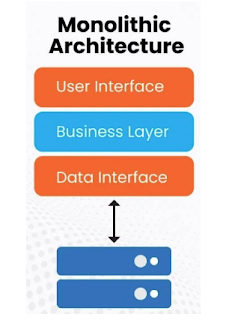 Monolithic
Architecture
User Interface
Business Layer
Data Interface